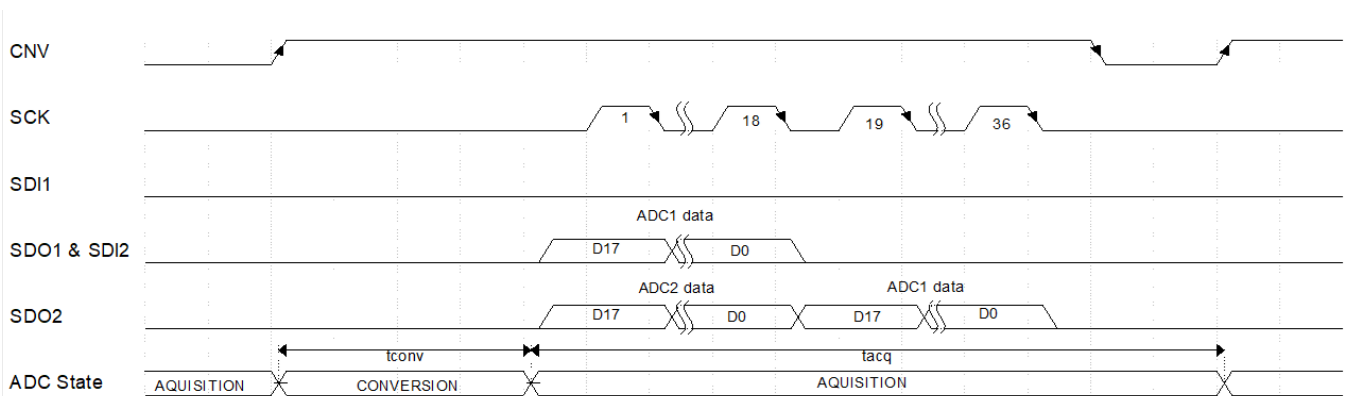 CNV
SCK
1 18 19 36
SDI1
ADC1 data
SDO1 & SDI2
D17 D0
ADC2 data ADC1 data
SDO2
D17 D0 D17 D0
tconv tacq
ADC State
AQUISITION CONVERSION AQUISITION